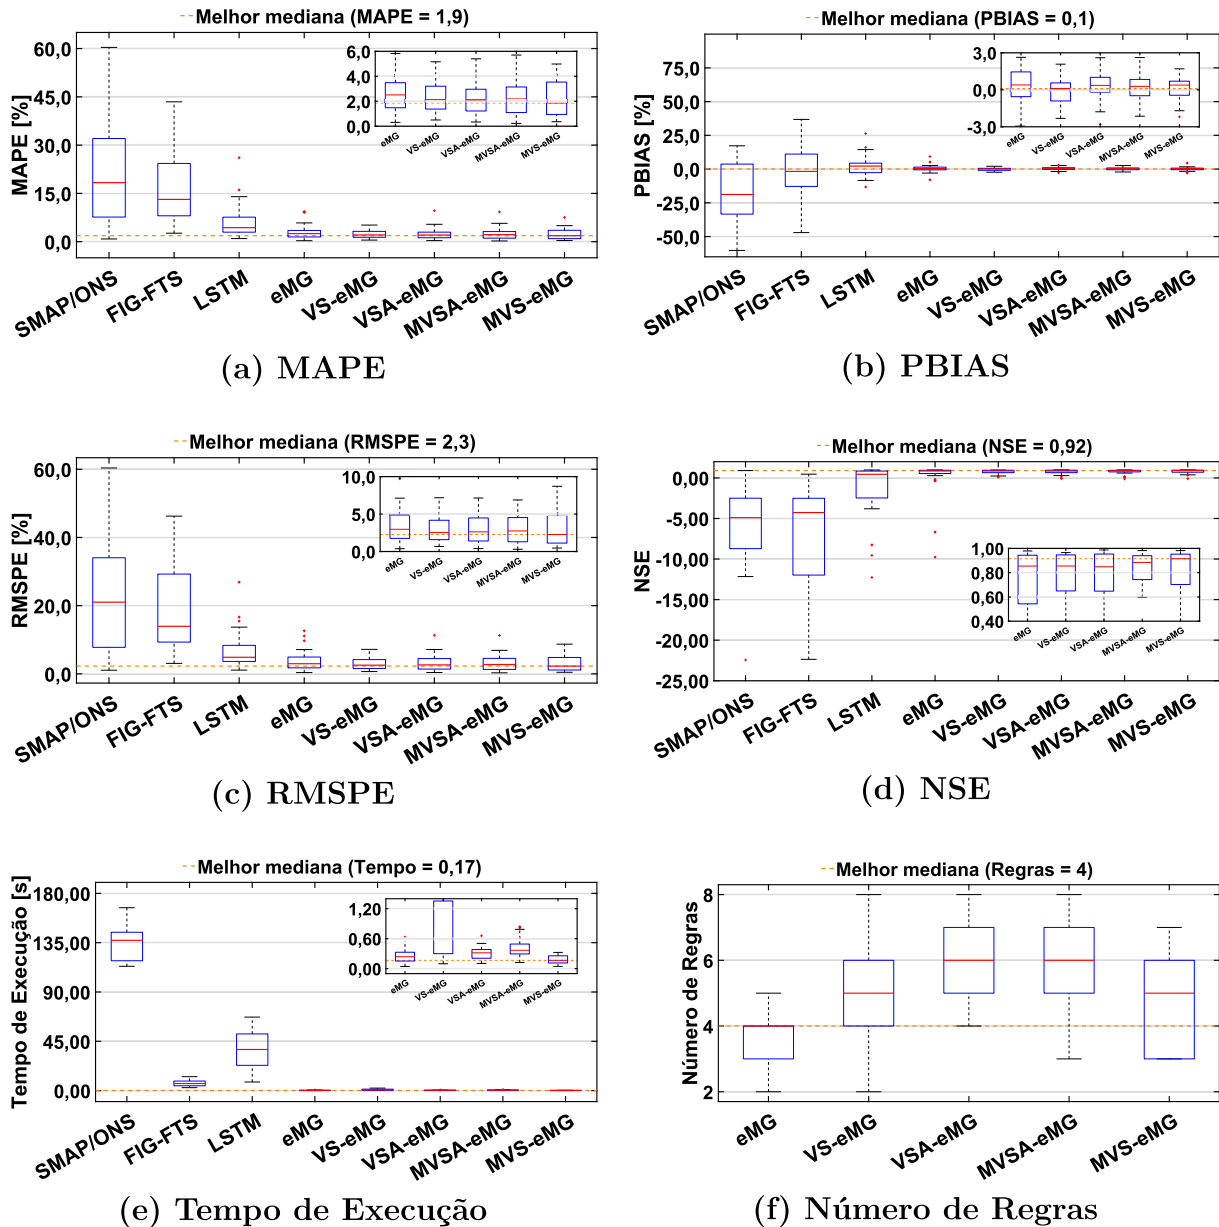 Melhor mediana (MAPE = 1,9)
MAPE [%]
60,0
45,0
30,0
15,0
0,0
6,0
4,0
2,0
0,0
eMG
VS-eMG
VSA-eMG
MVSA-eMG
MVS-eMG
SMAP/ONS
FIG-FTS
LSTM
eMG
VS-eMG
VSA-eMG
MVSA-eMG
MVS-eMG
(a) MAPE
Melhor mediana (PBIAS = 0,1)
PBIAS [%]
75,0
50,0
25,0
0,0
-25,0
-50,0
3,0
0,0
-3,0
eMG
VS-eMG
VSA-eMG
MVSA-eMG
MVS-eMG
SMAP/ONS
FIG-FTS
LSTM
eMG
VS-eMG
VSA-eMG
MVSA-eMG
MVS-eMG
(b) PBIAS
Melhor mediana (RMSPE = 2,3)
RMSPE [%]
60,0
40,0
20,0
0,0
10,0
5,0
0,0
eMG
VS-eMG
VSA-eMG
MVSA-eMG
MVS-eMG
SMAP/ONS
FIG-FTS
LSTM
eMG
VS-eMG
VSA-eMG
MVSA-eMG
MVS-eMG
(c) RMSPE
Melhor mediana (NSE = 0,92)
NSE
0,00
-5,00
-10,00
-15,00
-20,00
-25,00
1,00
0,80
0,60
0,40
eMG
VS-eMG
VSA-eMG
MVSA-eMG
MVS-eMG
SMAP/ONS
FIG-FTS
LSTM
eMG
VS-eMG
VSA-eMG
MVSA-eMG
MVS-eMG
(d) NSE
Melhor mediana (Tempo = 0,17)
Tempo de Execução [s]
180,00
135,00
90,00
45,00
0,00
1,20
0,60
0,00
eMG
VS-eMG
VSA-eMG
MVSA-eMG
MVS-eMG
SMAP/ONS
FIG-FTS
LSTM
eMG
VS-eMG
VSA-eMG
MVSA-eMG
MVS-eMG
(e) Tempo de Execução
Melhor mediana (Regras = 4)
Número de Regras
8
6
4
2
eMG
VS-eMG
VSA-eMG
MVSA-eMG
MVS-eMG
(f) Número de Regras